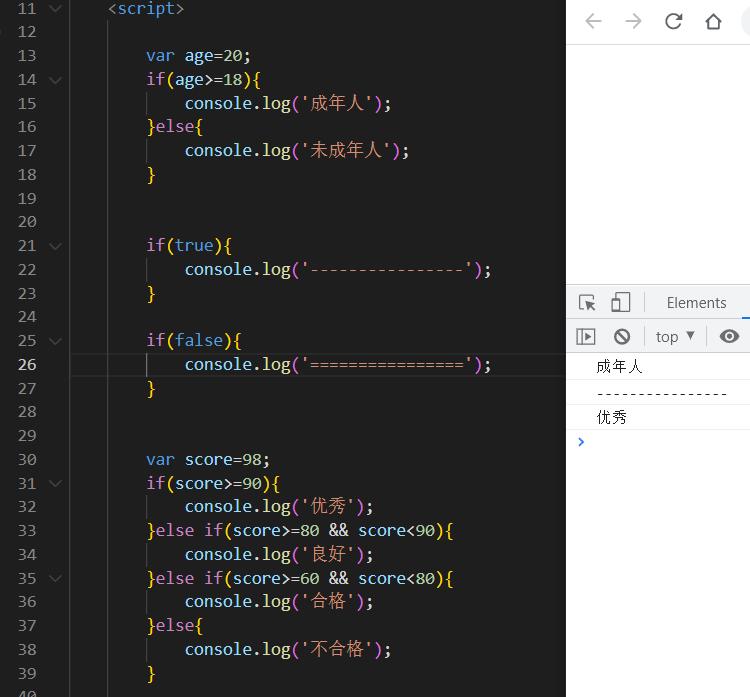 11 <script>
12
13 var age=20;
14 if(age>=18){
15 console.log('成年人');
16 }else{
17 console.log('未成年人');
18 }
19
20
21 if(true){
22 console.log('----------------');
23 }
24
25 if(false){
26 console.log('================');
27 }
28
29
30 var score=98;
31 if(score>=90){
32 console.log('优秀');
33 }else if(score>=80 && score<90){
34 console.log('良好');
35 }else if(score>=60 && score<80){
36 console.log('合格');
37 }else{
38 console.log('不合格');
39 }
Elements
top
成年人
----------------
优秀